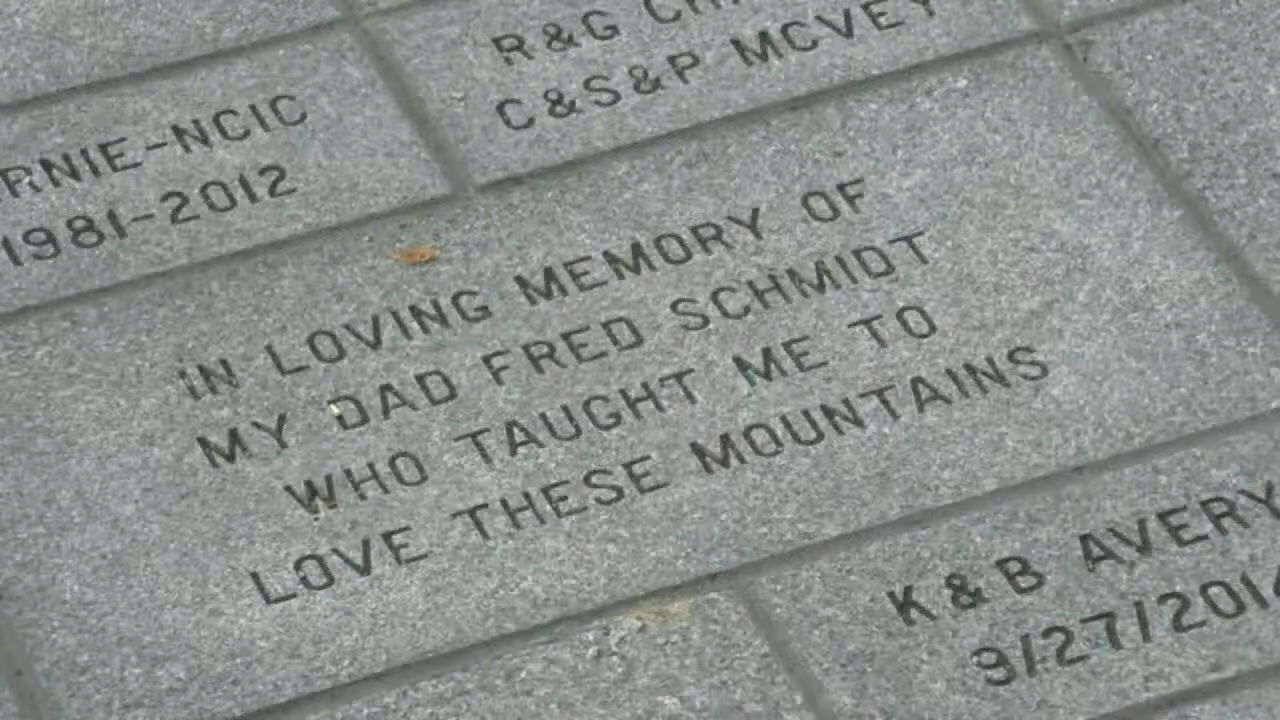 R&G
C&S&P MCVEY
RNIE-NCIC
1981-2012
IN LOVING MEMORY OF
MY DAD FRED SCHMIDT
WHO TAUGHT ME TO
LOVE THESE MOUNTAINS
K & B AVERY
9/27/201